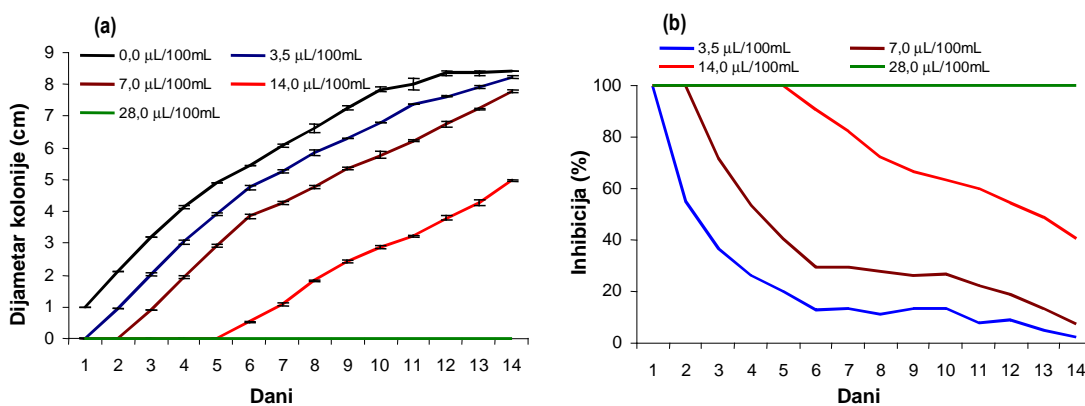 (a)
0,0 µL/100mL 3,5 µL/100mL
7,0 µL/100mL 14,0 µL/100mL
28,0 µL/100mL
Dijametar kolonije (cm)
9
8
7
6
5
4
3
2
1
0
1 2 3 4 5 6 7 8 9 10 11 12 13 14
Dani
(b)
3,5 µL/100mL 7,0 µL/100mL
14,0 µL/100mL 28,0 µL/100mL
Inhibicija (%)
100
80
60
40
20
0
1 2 3 4 5 6 7 8 9 10 11 12 13 14
Dani